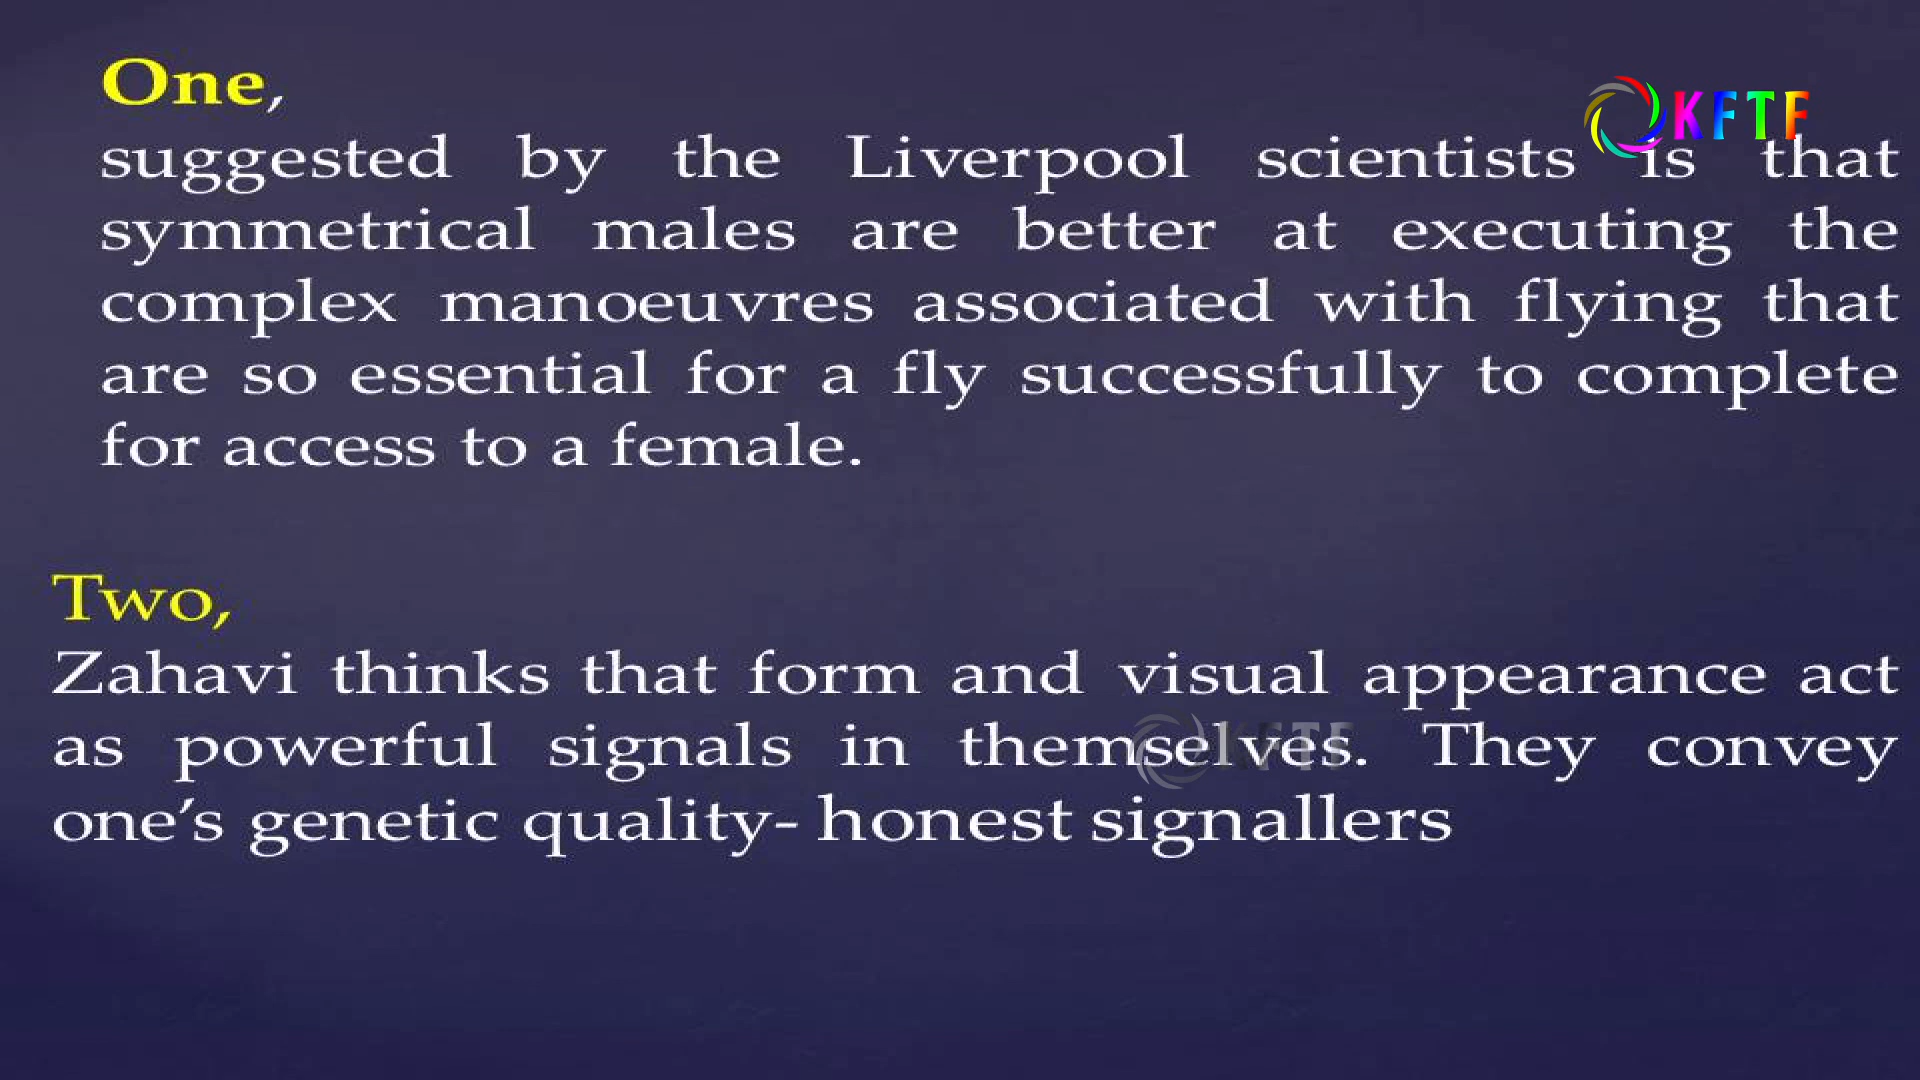 One,
KFTF
suggested by the Liverpool scientists is that
symmetrical males are better at executing the
complex manoeuvres associated with flying that
are so essential for a fly successfully to complete
for access to a female.
Two,
Zahavi thinks that form and visual appearance act
as powerful signals in themselves. They convey
KFTF
one’s genetic quality- honest signallers